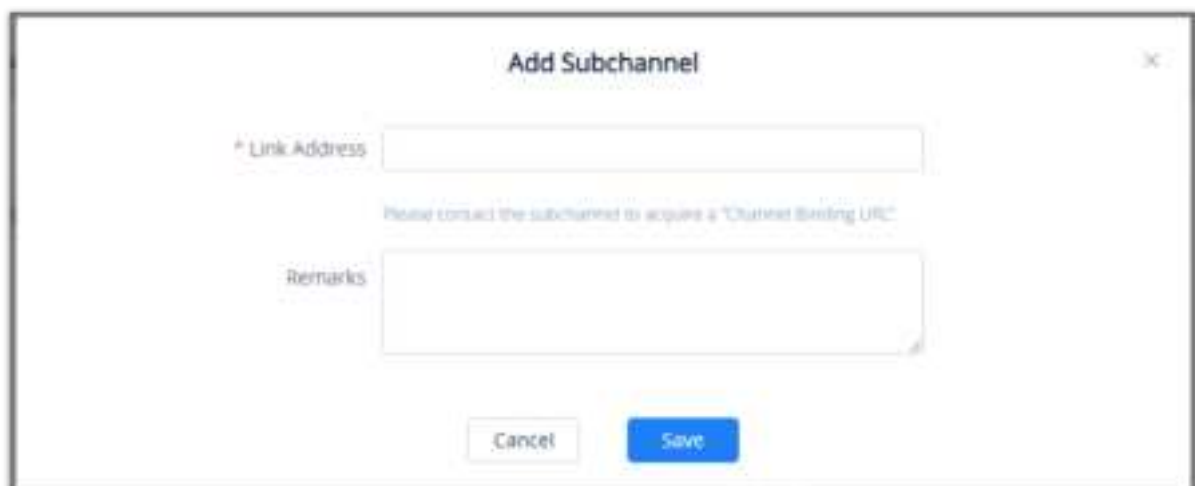 Add Subchannel
* Link Address
Please contact the subchannel to acquire a "Channel Binding URL"
Remarks
Cancel
Save